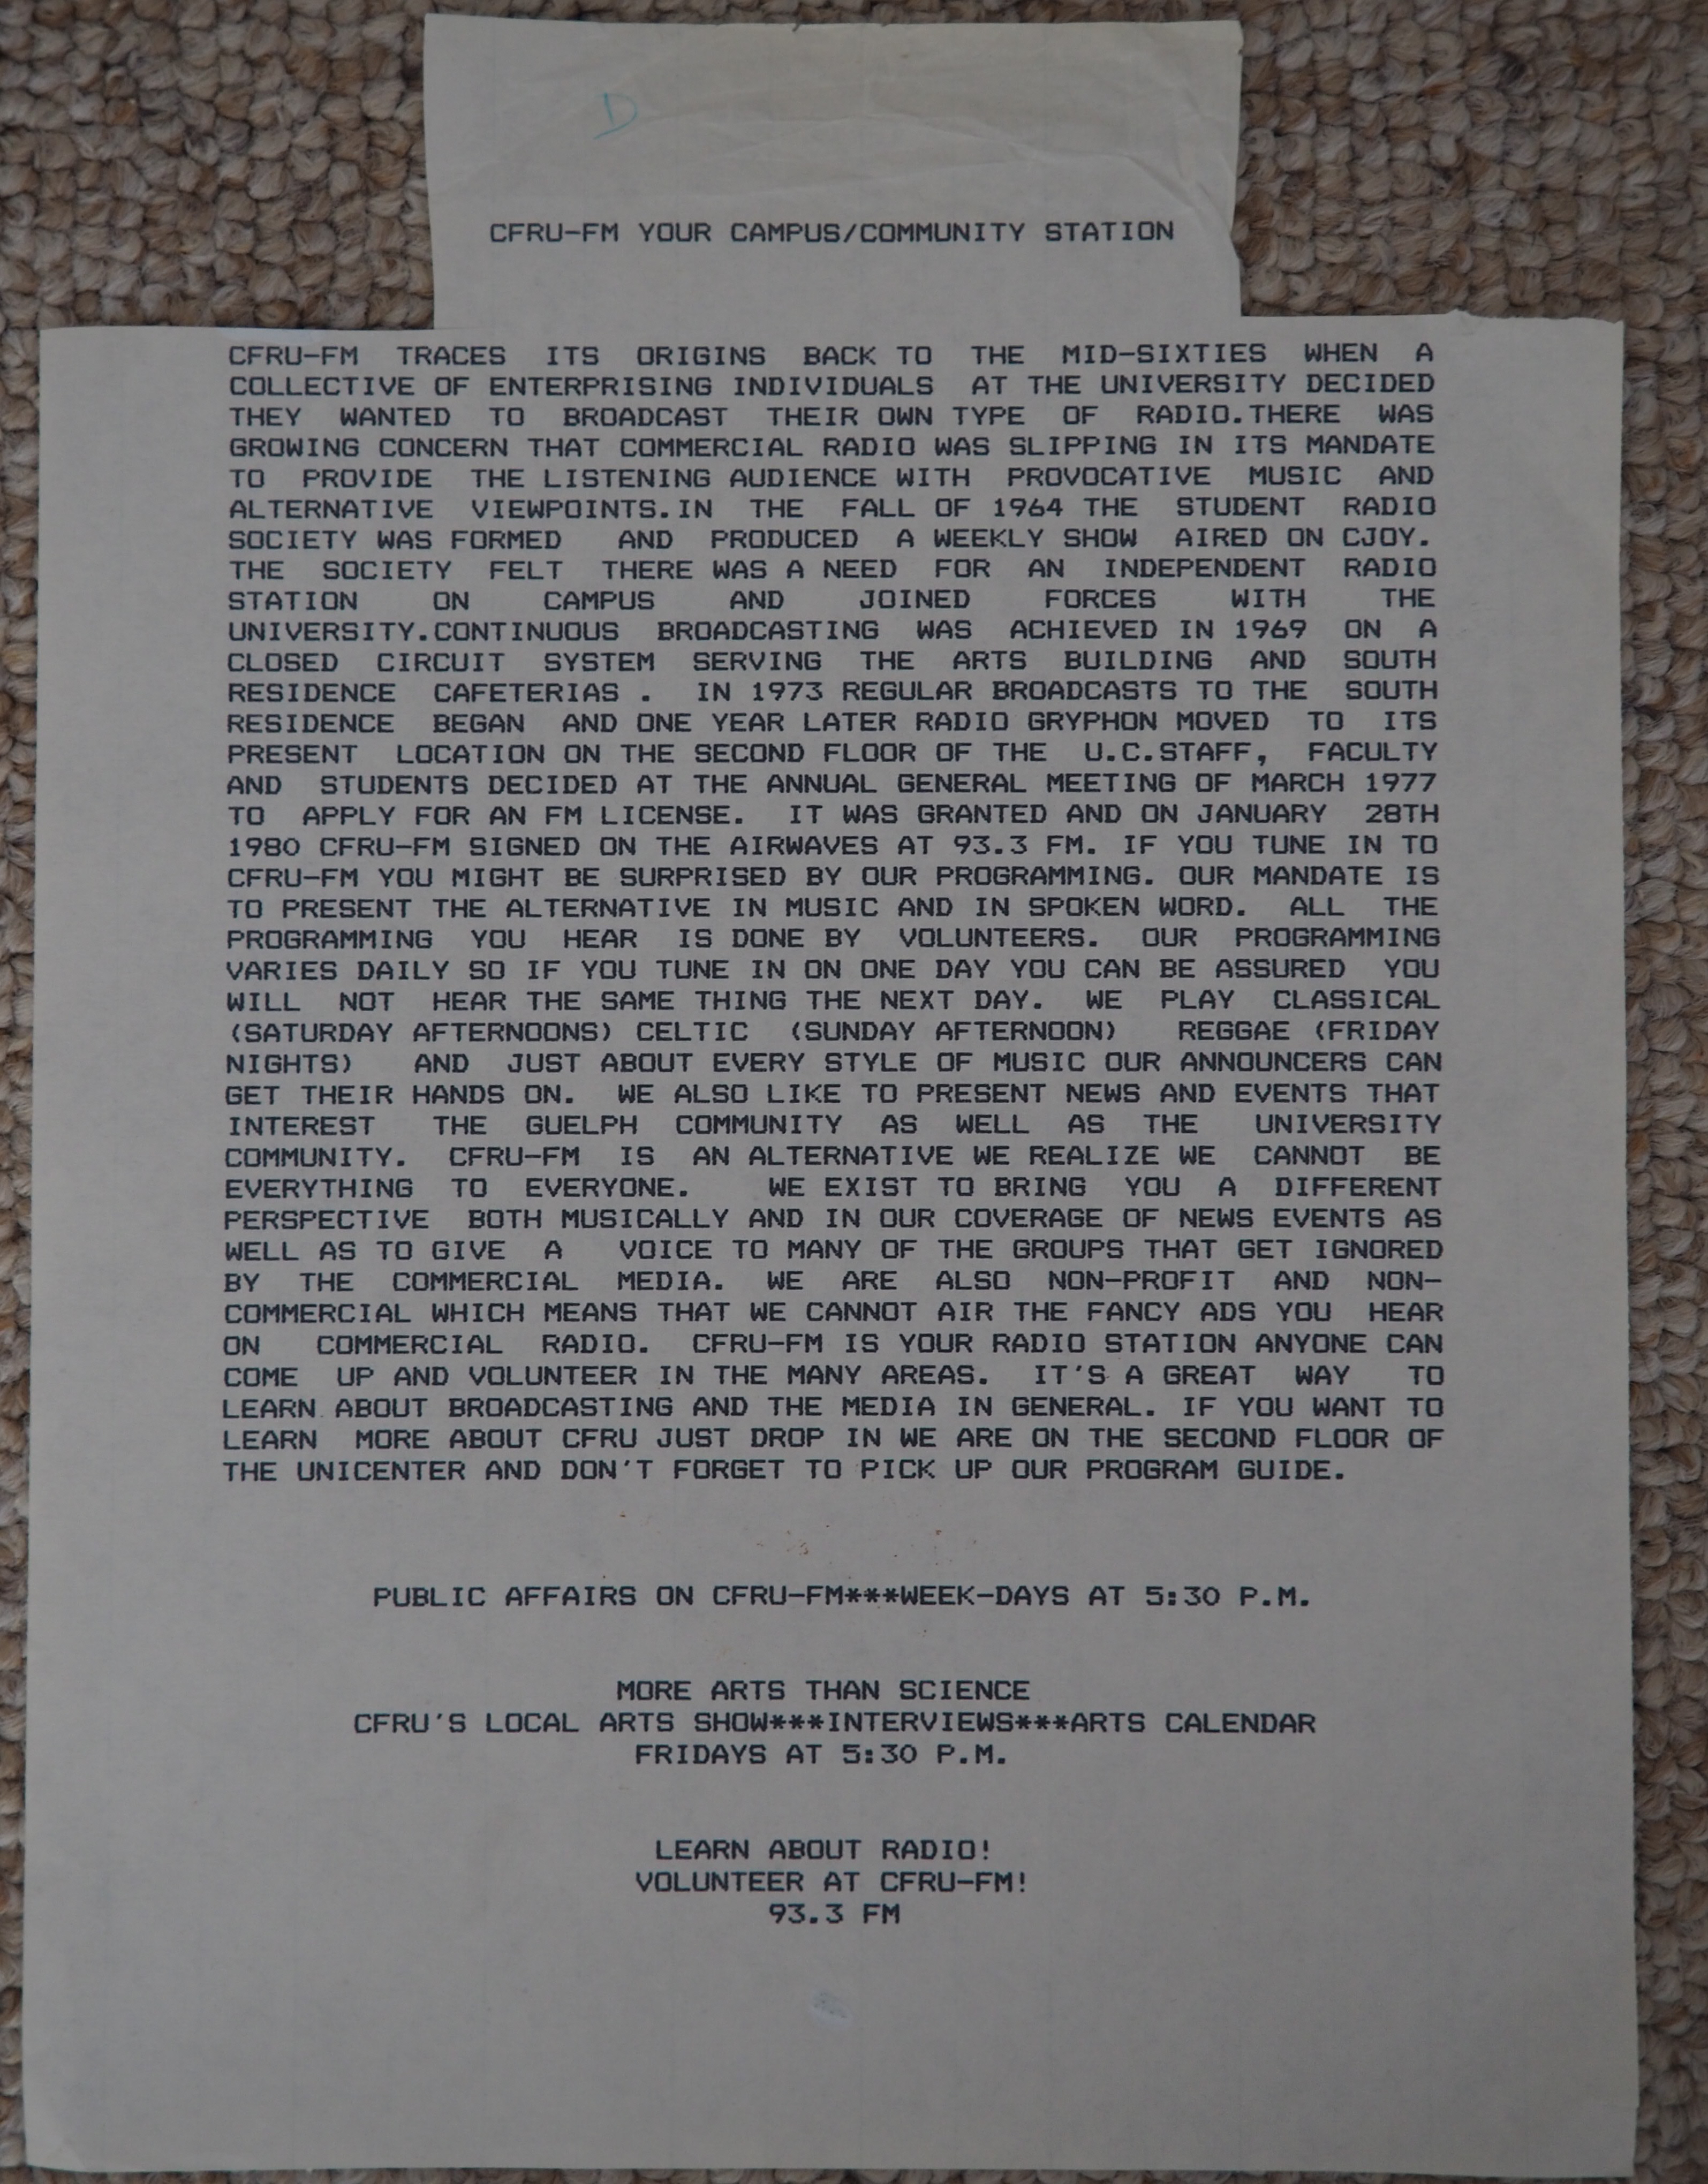 D
CFRU-FM YOUR CAMPUS/COMMUNITY STATION
CFRU-FM TRACES ITS ORIGINS BACK TO THE MID-SIXTIES WHEN A
COLLECTIVE OF ENTERPRISING INDIVIDUALS AT THE UNIVERSITY DECIDED
THEY WANTED TO BROADCAST THEIR OWN TYPE OF RADIO.THERE WAS
GROWING CONCERN THAT COMMERCIAL RADIO WAS SLIPPING IN ITS MANDATE
TO PROVIDE THE LISTENING AUDIENCE WITH PROVOCATIVE MUSIC AND
ALTERNATIVE VIEWPOINTS.IN THE FALL OF 1964 THE STUDENT RADIO
SOCIETY WAS FORMED AND PRODUCED A WEEKLY SHOW AIRED ON CJOY.
THE SOCIETY FELT THERE WAS A NEED FOR AN INDEPENDENT RADIO
STATION ON CAMPUS AND JOINED FORCES WITH THE
UNIVERSITY.CONTINUOUS BROADCASTING WAS ACHIEVED IN 1969 ON A
CLOSED CIRCUIT SYSTEM SERVING THE ARTS BUILDING AND SOUTH
RESIDENCE CAFETERIAS . IN 1973 REGULAR BROADCASTS TO THE SOUTH
RESIDENCE BEGAN AND ONE YEAR LATER RADIO GRYPHON MOVED TO ITS
PRESENT LOCATION ON THE SECOND FLOOR OF THE U.C.STAFF, FACULTY
AND STUDENTS DECIDED AT THE ANNUAL GENERAL MEETING OF MARCH 1977
TO APPLY FOR AN FM LICENSE. IT WAS GRANTED AND ON JANUARY 28TH
1980 CFRU-FM SIGNED ON THE AIRWAVES AT 93.3 FM. IF YOU TUNE IN TO
CFRU-FM YOU MIGHT BE SURPRISED BY OUR PROGRAMMING. OUR MANDATE IS
TO PRESENT THE ALTERNATIVE IN MUSIC AND IN SPOKEN WORD. ALL THE
PROGRAMMING YOU HEAR IS DONE BY VOLUNTEERS. OUR PROGRAMMING
VARIES DAILY SO IF YOU TUNE IN ON ONE DAY YOU CAN BE ASSURED YOU
WILL NOT HEAR THE SAME THING THE NEXT DAY. WE PLAY CLASSICAL
(SATURDAY AFTERNOONS) CELTIC (SUNDAY AFTERNOON) REGGAE (FRIDAY
NIGHTS) AND JUST ABOUT EVERY STYLE OF MUSIC OUR ANNOUNCERS CAN
GET THEIR HANDS ON. WE ALSO LIKE TO PRESENT NEWS AND EVENTS THAT
INTEREST THE GUELPH COMMUNITY AS WELL AS THE UNIVERSITY
COMMUNITY. CFRU-FM IS AN ALTERNATIVE WE REALIZE WE CANNOT BE
EVERYTHING TO EVERYONE. WE EXIST TO BRING YOU A DIFFERENT
PERSPECTIVE BOTH MUSICALLY AND IN OUR COVERAGE OF NEWS EVENTS AS
WELL AS TO GIVE A VOICE TO MANY OF THE GROUPS THAT GET IGNORED
BY THE COMMERCIAL MEDIA. WE ARE ALSO NON-PROFIT AND NON-
COMMERCIAL WHICH MEANS THAT WE CANNOT AIR THE FANCY ADS YOU HEAR
ON COMMERCIAL RADIO. CFRU-FM IS YOUR RADIO STATION ANYONE CAN
COME UP AND VOLUNTEER IN THE MANY AREAS. IT'S A GREAT WAY TO
LEARN ABOUT BROADCASTING AND THE MEDIA IN GENERAL. IF YOU WANT TO
LEARN MORE ABOUT CFRU JUST DROP IN WE ARE ON THE SECOND FLOOR OF
THE UNICENTER AND DON'T FORGET TO PICK UP OUR PROGRAM GUIDE.
PUBLIC AFFAIRS ON CFRU-FM***WEEK-DAYS AT 5:30 P.M.
MORE ARTS THAN SCIENCE
CFRU'S LOCAL ARTS SHOW***INTERVIEWS***ARTS CALENDAR
FRIDAYS AT 5:30 P.M.
LEARN ABOUT RADIO!
VOLUNTEER AT CFRU-FM!
93.3 FM